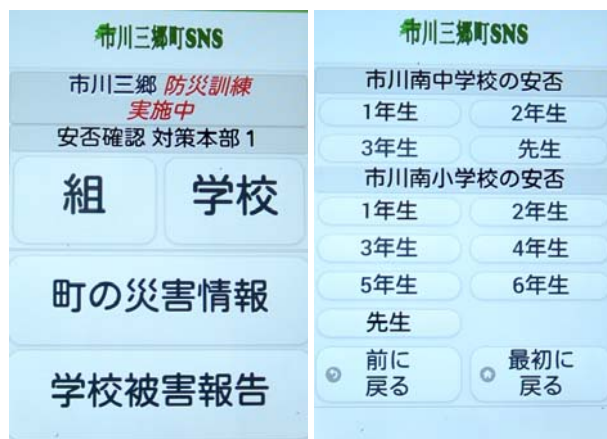 市川三郷町SNS
市川三郷 防災訓練
実施中
安否確認 対策本部1
組
学校
町の災害情報
学校被害報告
市川三郷町SNS
市川南中学校の安否
1年生
2年生
3年生
先生
市川南小学校の安否
1年生
2年生
3年生
4年生
5年生
6年生
先生
前に
戻る
最初に
戻る